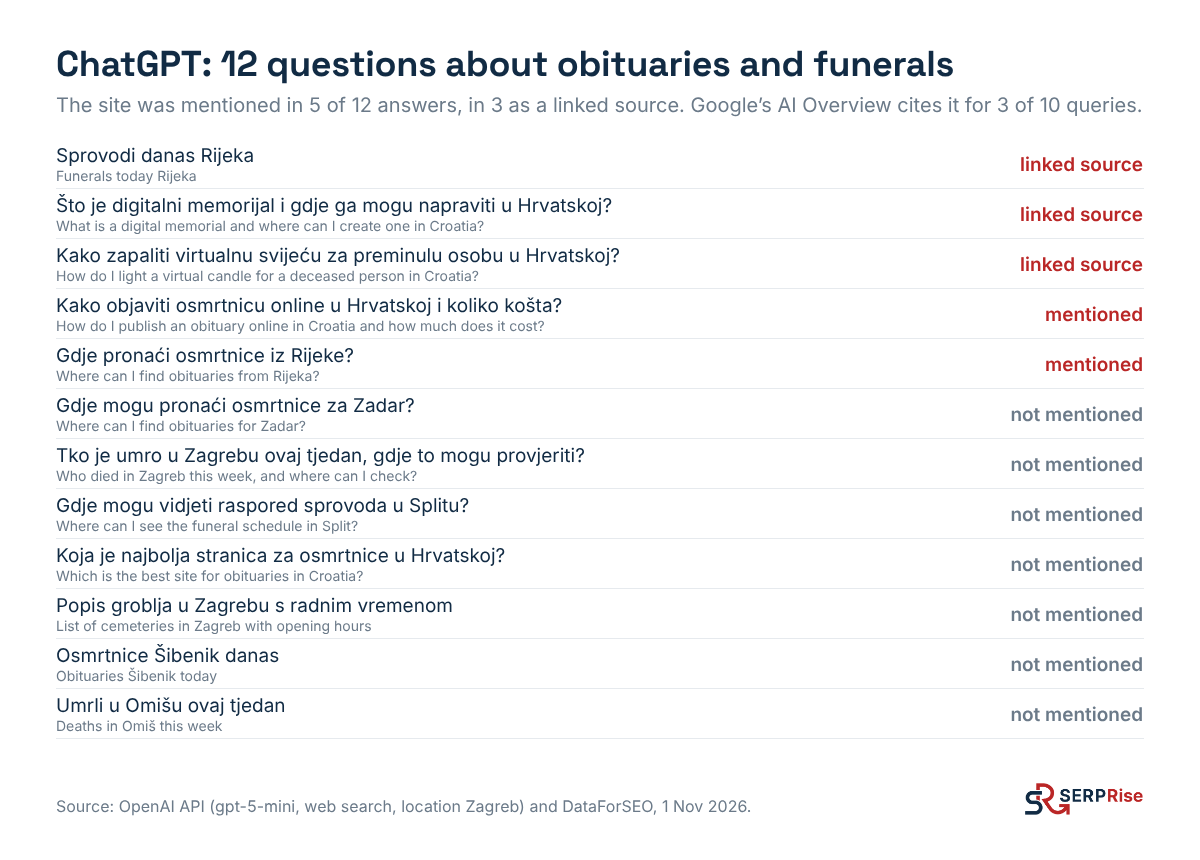 ChatGPT: 12 questions about obituaries and funerals
The site was mentioned in 5 of 12 answers, in 3 as a linked source. Google’s AI Overview cites it for 3 of 10 queries.
Sprovodi danas Rijeka
Funerals today Rijeka
linked source
Što je digitalni memorijal i gdje ga mogu napraviti u Hrvatskoj?
What is a digital memorial and where can I create one in Croatia?
linked source
Kako zapaliti virtualnu svijeću za preminulu osobu u Hrvatskoj?
How do I light a virtual candle for a deceased person in Croatia?
linked source
Kako objaviti osmrtnicu online u Hrvatskoj i koliko košta?
How do I publish an obituary online in Croatia and how much does it cost?
mentioned
Gdje pronaći osmrtnice iz Rijeke?
Where can I find obituaries from Rijeka?
mentioned
Gdje mogu pronaći osmrtnice za Zadar?
Where can I find obituaries for Zadar?
not mentioned
Tko je umro u Zagrebu ovaj tjedan, gdje to mogu provjeriti?
Who died in Zagreb this week, and where can I check?
not mentioned
Gdje mogu vidjeti raspored sprovoda u Splitu?
Where can I see the funeral schedule in Split?
not mentioned
Koja je najbolja stranica za osmrtnice u Hrvatskoj?
Which is the best site for obituaries in Croatia?
not mentioned
Popis groblja u Zagrebu s radnim vremenom
List of cemeteries in Zagreb with opening hours
not mentioned
Osmrtnice Šibenik danas
Obituaries Šibenik today
not mentioned
Umrli u Omišu ovaj tjedan
Deaths in Omiš this week
not mentioned
Source: OpenAI API (gpt-5-mini, web search, location Zagreb) and DataForSEO, 1 Nov 2026.
SR SERPRise